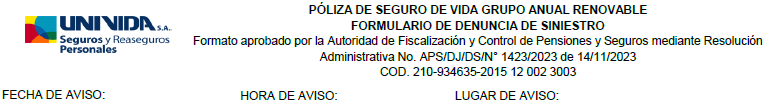 UNIVIDA S.A.
Seguros y Reaseguros
Personales
PÓLIZA DE SEGURO DE VIDA GRUPO ANUAL RENOVABLE
FORMULARIO DE DENUNCIA DE SINIESTRO
Formato aprobado por la Autoridad de Fiscalización y Control de Pensiones y Seguros mediante Resolución
Administrativa No. APS/DJ/DS/N° 1423/2023 de 14/11/2023
COD. 210-934635-2015 12 002 3003
FECHA DE AVISO: HORA DE AVISO: LUGAR DE AVISO: